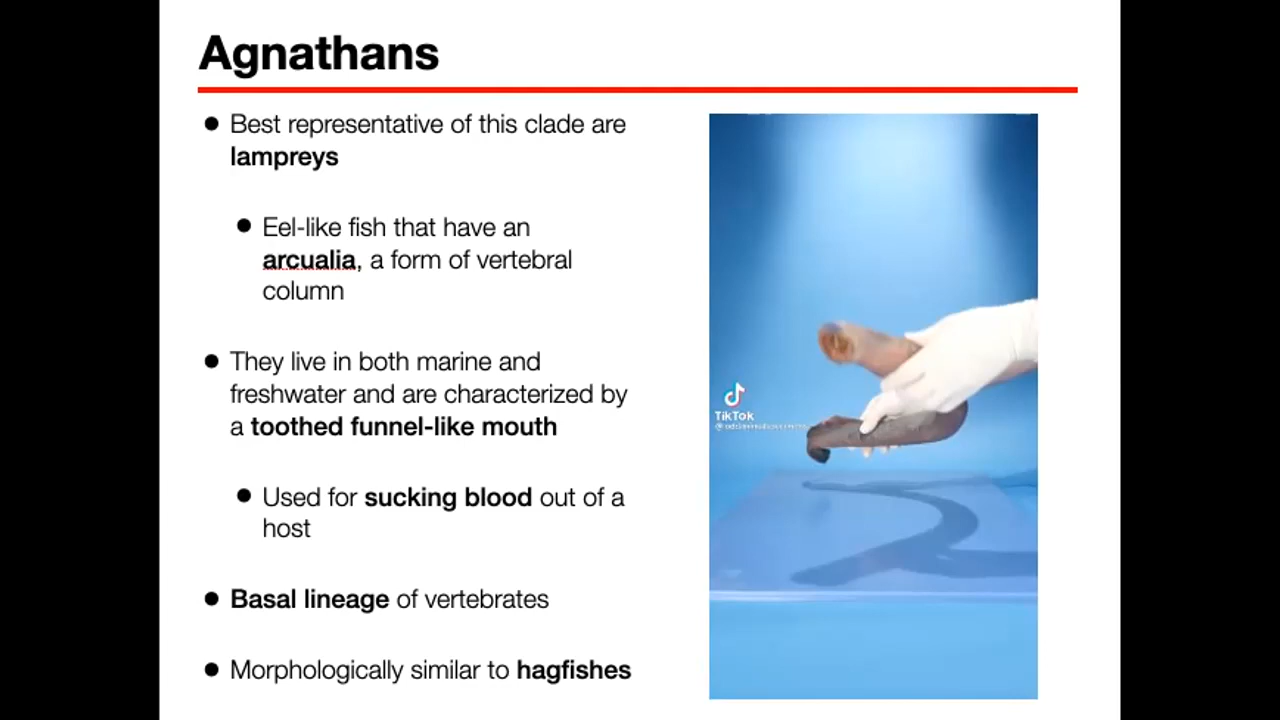 Agnathans
● Best representative of this clade are
lampreys
● Eel-like fish that have an
arcualia, a form of vertebral
column
● They live in both marine and
freshwater and are characterized by
a toothed funnel-like mouth
● Used for sucking blood out of a
host
● Basal lineage of vertebrates
● Morphologically similar to hagfishes
TikTok